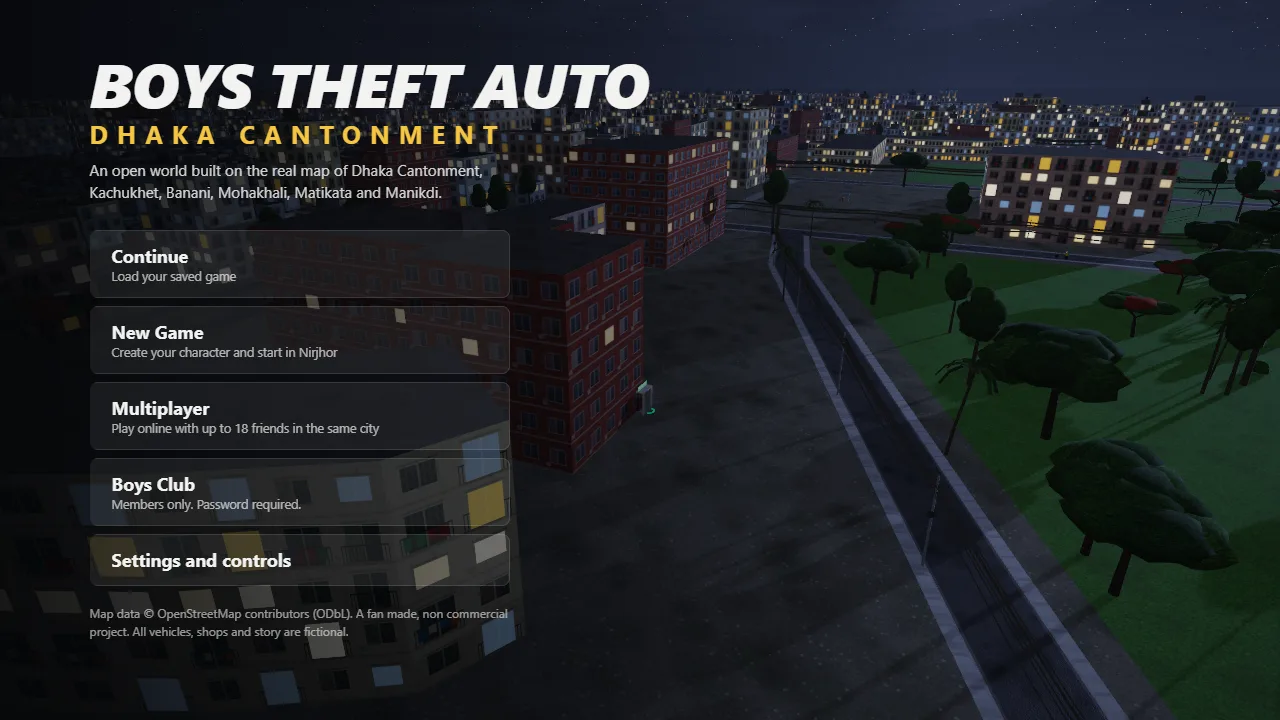 BOYS THEFT AUTO
DHAKA CANTONMENT
An open world built on the real map of Dhaka Cantonment,
Kachukhet, Banani, Mohakhali, Matikata and Manikdi.
Continue
Load your saved game
New Game
Create your character and start in Nirjhor
Multiplayer
Play online with up to 18 friends in the same city
Boys Club
Members only. Password required.
Settings and controls
Map data © OpenStreetMap contributors (ODbL). A fan made, non commercial
project. All vehicles, shops and story are fictional.